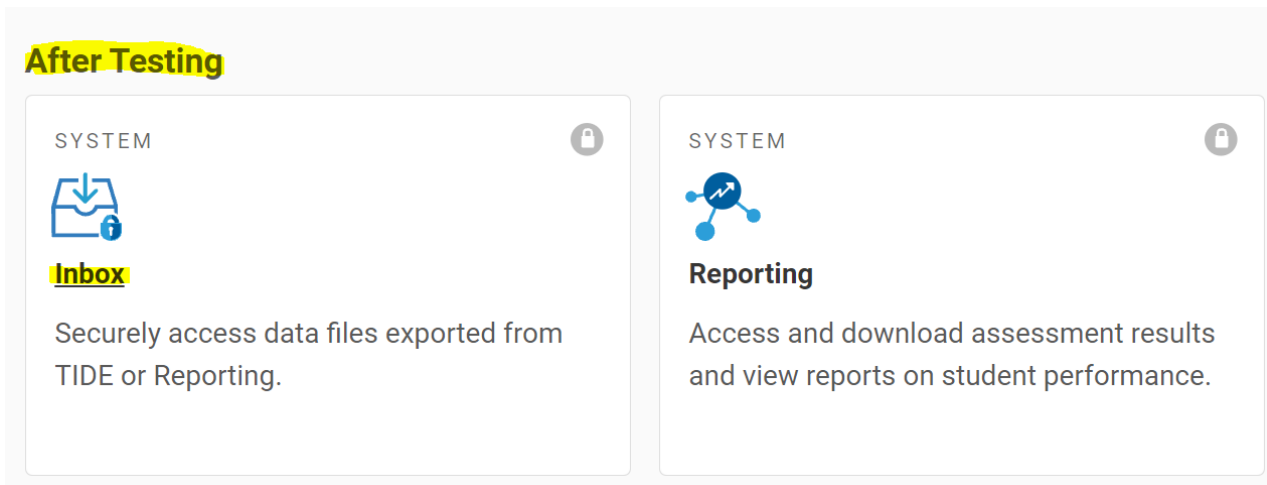 After Testing
SYSTEM
Inbox
Securely access data files exported from
TIDE or Reporting.
SYSTEM
Reporting
Access and download assessment results
and view reports on student performance.